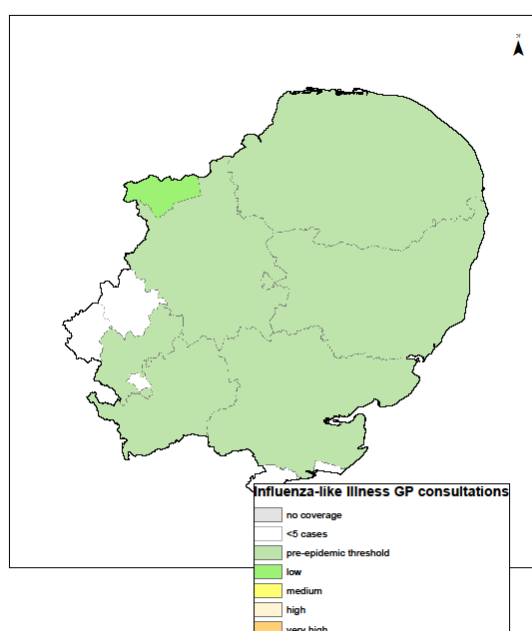 N
Influenza-like Illness GP consultations
no coverage
<5 cases
pre-epidemic threshold
low
medium
high
very high